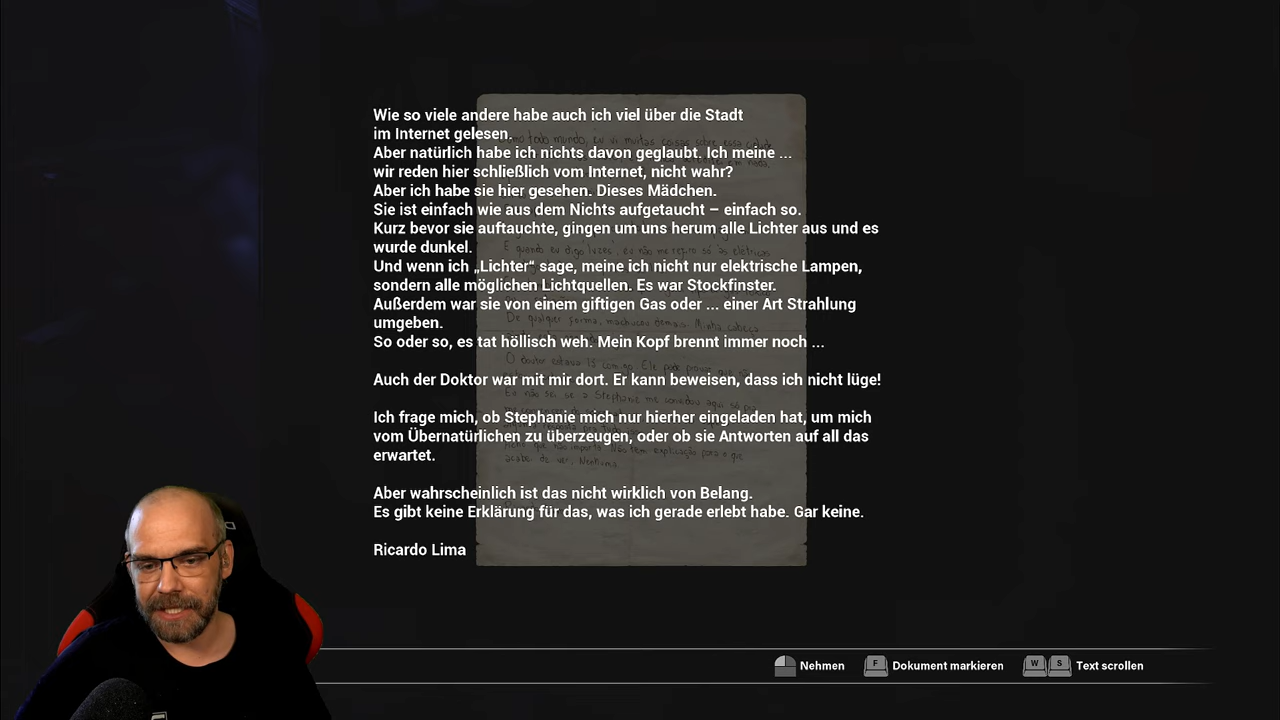 Wie so viele andere habe auch ich viel über die Stadt
im Internet gelesen.
Aber natürlich habe ich nichts davon geglaubt. Ich meine ...
wir reden hier schließlich vom Internet, nicht wahr?
Aber ich habe sie hier gesehen. Dieses Mädchen.
Sie ist einfach wie aus dem Nichts aufgetaucht – einfach so.
Kurz bevor sie auftauchte, gingen um uns herum alle Lichter aus und es
wurde dunkel.
Und wenn ich „Lichter“ sage, meine ich nicht nur elektrische Lampen,
sondern alle möglichen Lichtquellen. Es war Stockfinster.
Außerdem war sie von einem giftigen Gas oder ... einer Art Strahlung
umgeben.
So oder so, es tat höllisch weh. Mein Kopf brennt immer noch ...
Auch der Doktor war mit mir dort. Er kann beweisen, dass ich nicht lüge!
Ich frage mich, ob Stephanie mich nur hierher eingeladen hat, um mich
vom Übernatürlichen zu überzeugen, oder ob sie Antworten auf all das
erwartet.
Aber wahrscheinlich ist das nicht wirklich von Belang.
Es gibt keine Erklärung für das, was ich gerade erlebt habe. Gar keine.
Ricardo Lima
Nehmen F Dokument markieren W S Text scrollen